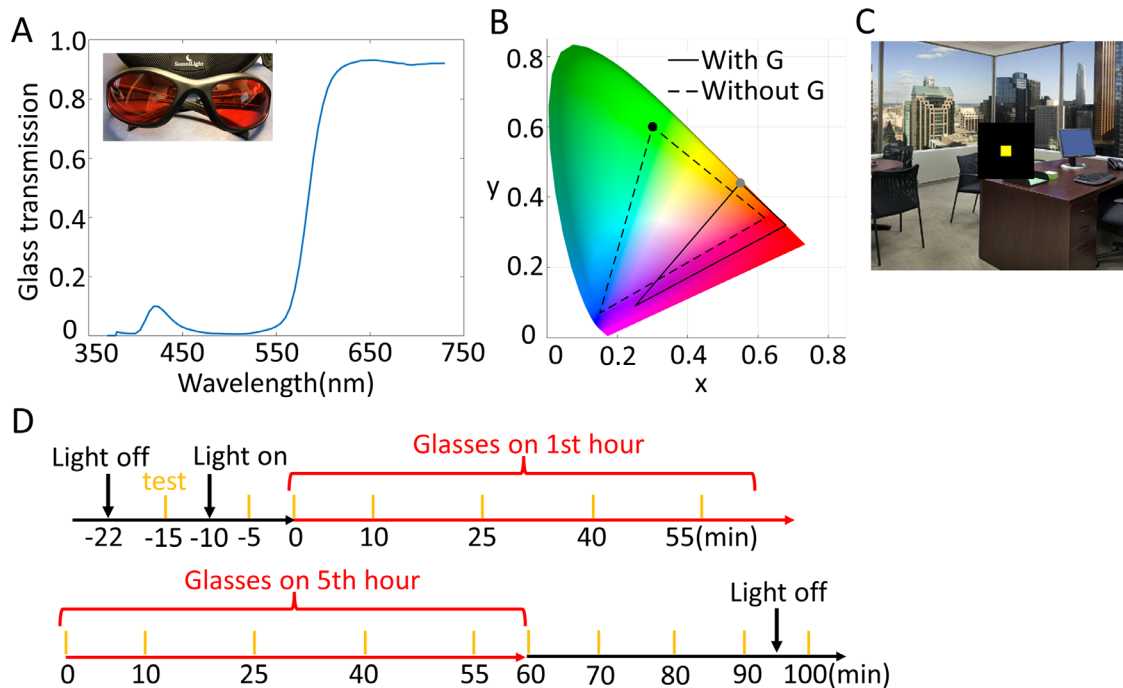 A
1.0
0.8
0.6
0.4
0.2
0
Glass transmission
SomniLight
350
450
550
650
750
Wavelength(nm)
B
0.8
0.6
y
0.4
0.2
0
With G
Without G
0
0.2
0.4
0.6
0.8
x
C
D
Light off
Light on
test
Glasses on 1st hour
-22
-15
-10
-5
0
10
25
40
55(min)
Glasses on 5th hour
Light off
0
10
25
40
55
60
70
80
90
100(min)